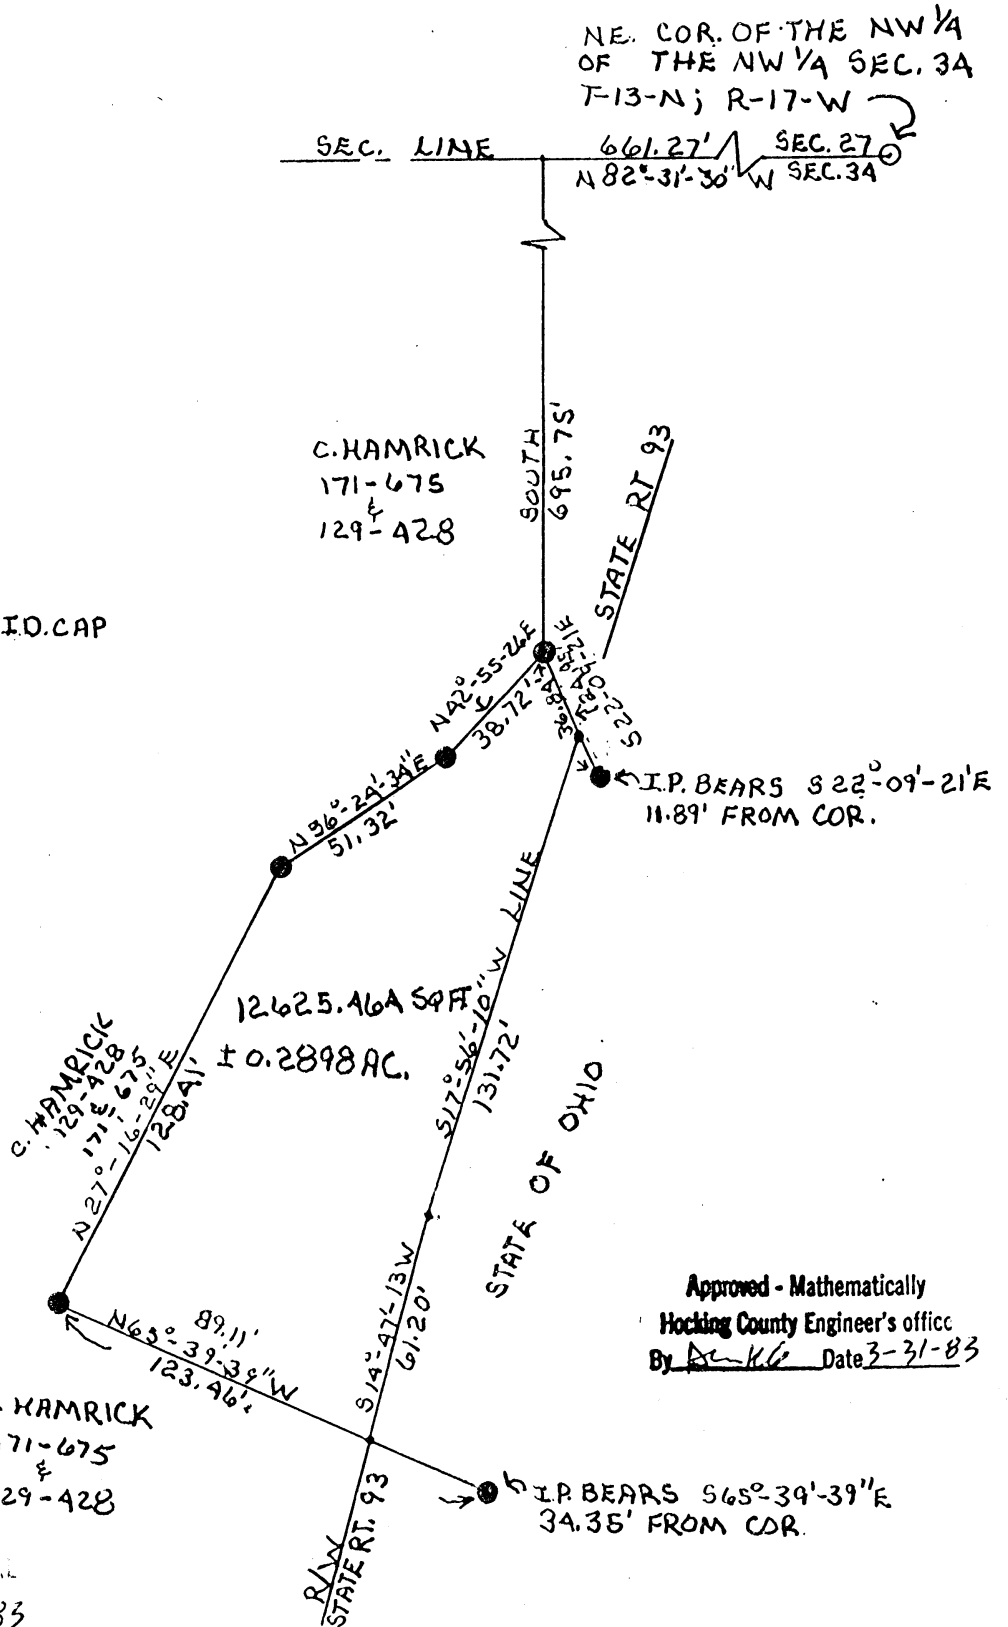 NE. COR. OF THE NW 1/4
OF THE NW 1/4 SEC. 34
T-13-N; R-17-W
SEC. LINE
661.27'
N 82°-31'-30" W
SEC. 27
SEC. 34
SOUTH
695.75'
C. HAMRICK
171-675
&
129-428
STATE RT 93
I.D. CAP
N 42°-55-26E
38.72'
I.P. BEARS S 22°-09'-21'E
11.89' FROM COR.
N 56°-24'-34"E
51.32'
12625.464 SQ FT
± 0.2898 AC.
S17°-56'-10"W LINE
131.72'
C. HAMRICK
129-428
171 & 675
N 27°-16-29" E
128.41'
STATE OF OHIO
S 14°-47'-13 W
61.20'
Approved - Mathematically
Hocking County Engineer's office
By
Date 3-31-83
89.11'
N65°-39-39"W
123.46'
HAMRICK
71-675
&
29-428
I.P. BEARS S65°-39'-39"E
34.35' FROM COR.
R/W
STATE RT. 93
83